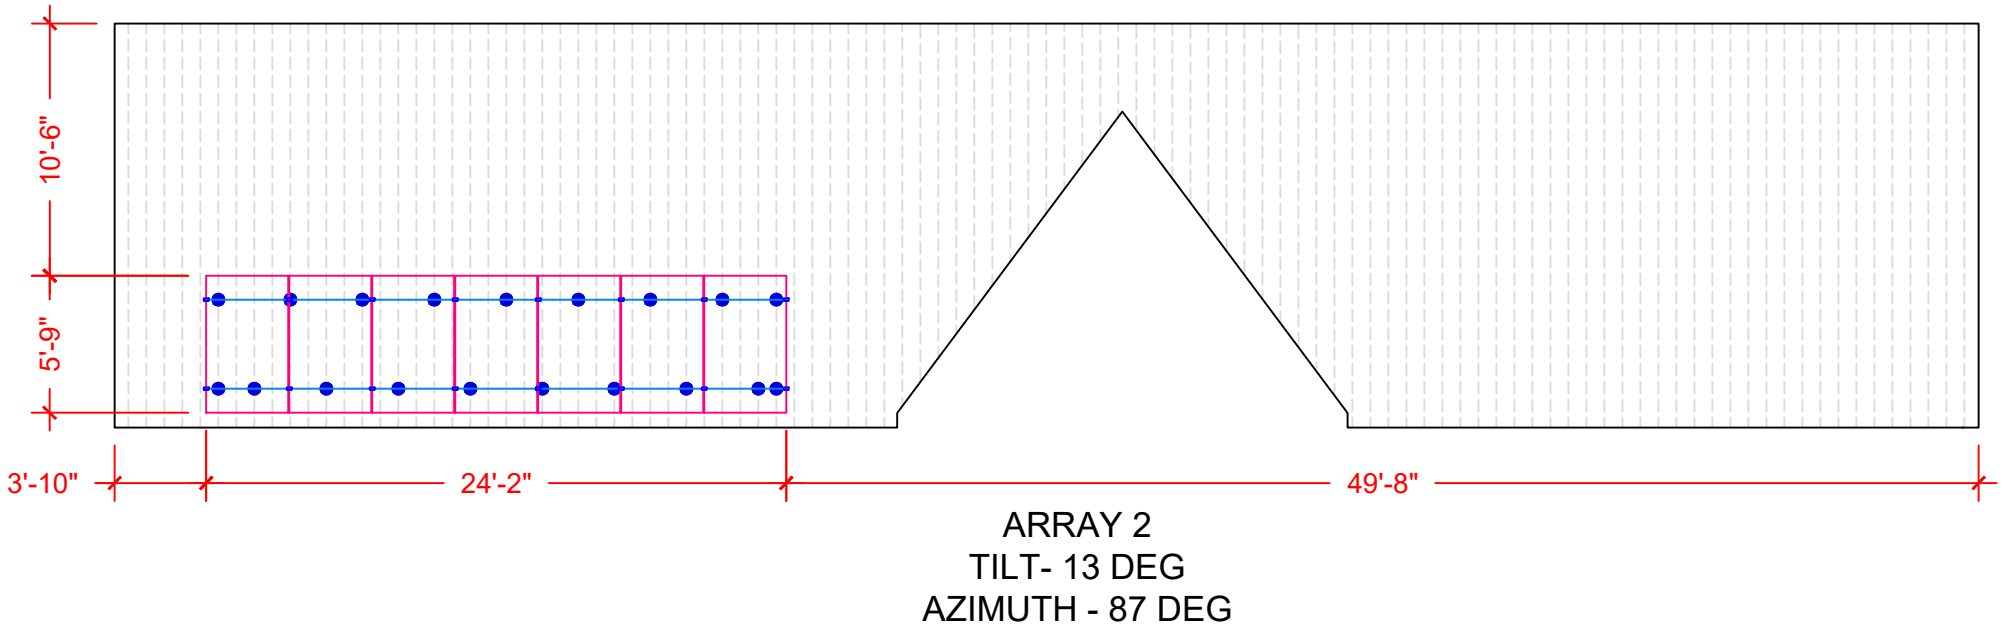 10'-6"
5'-9"
3'-10"
24'-2"
49'-8"
ARRAY 2
TILT- 13 DEG
AZIMUTH - 87 DEG